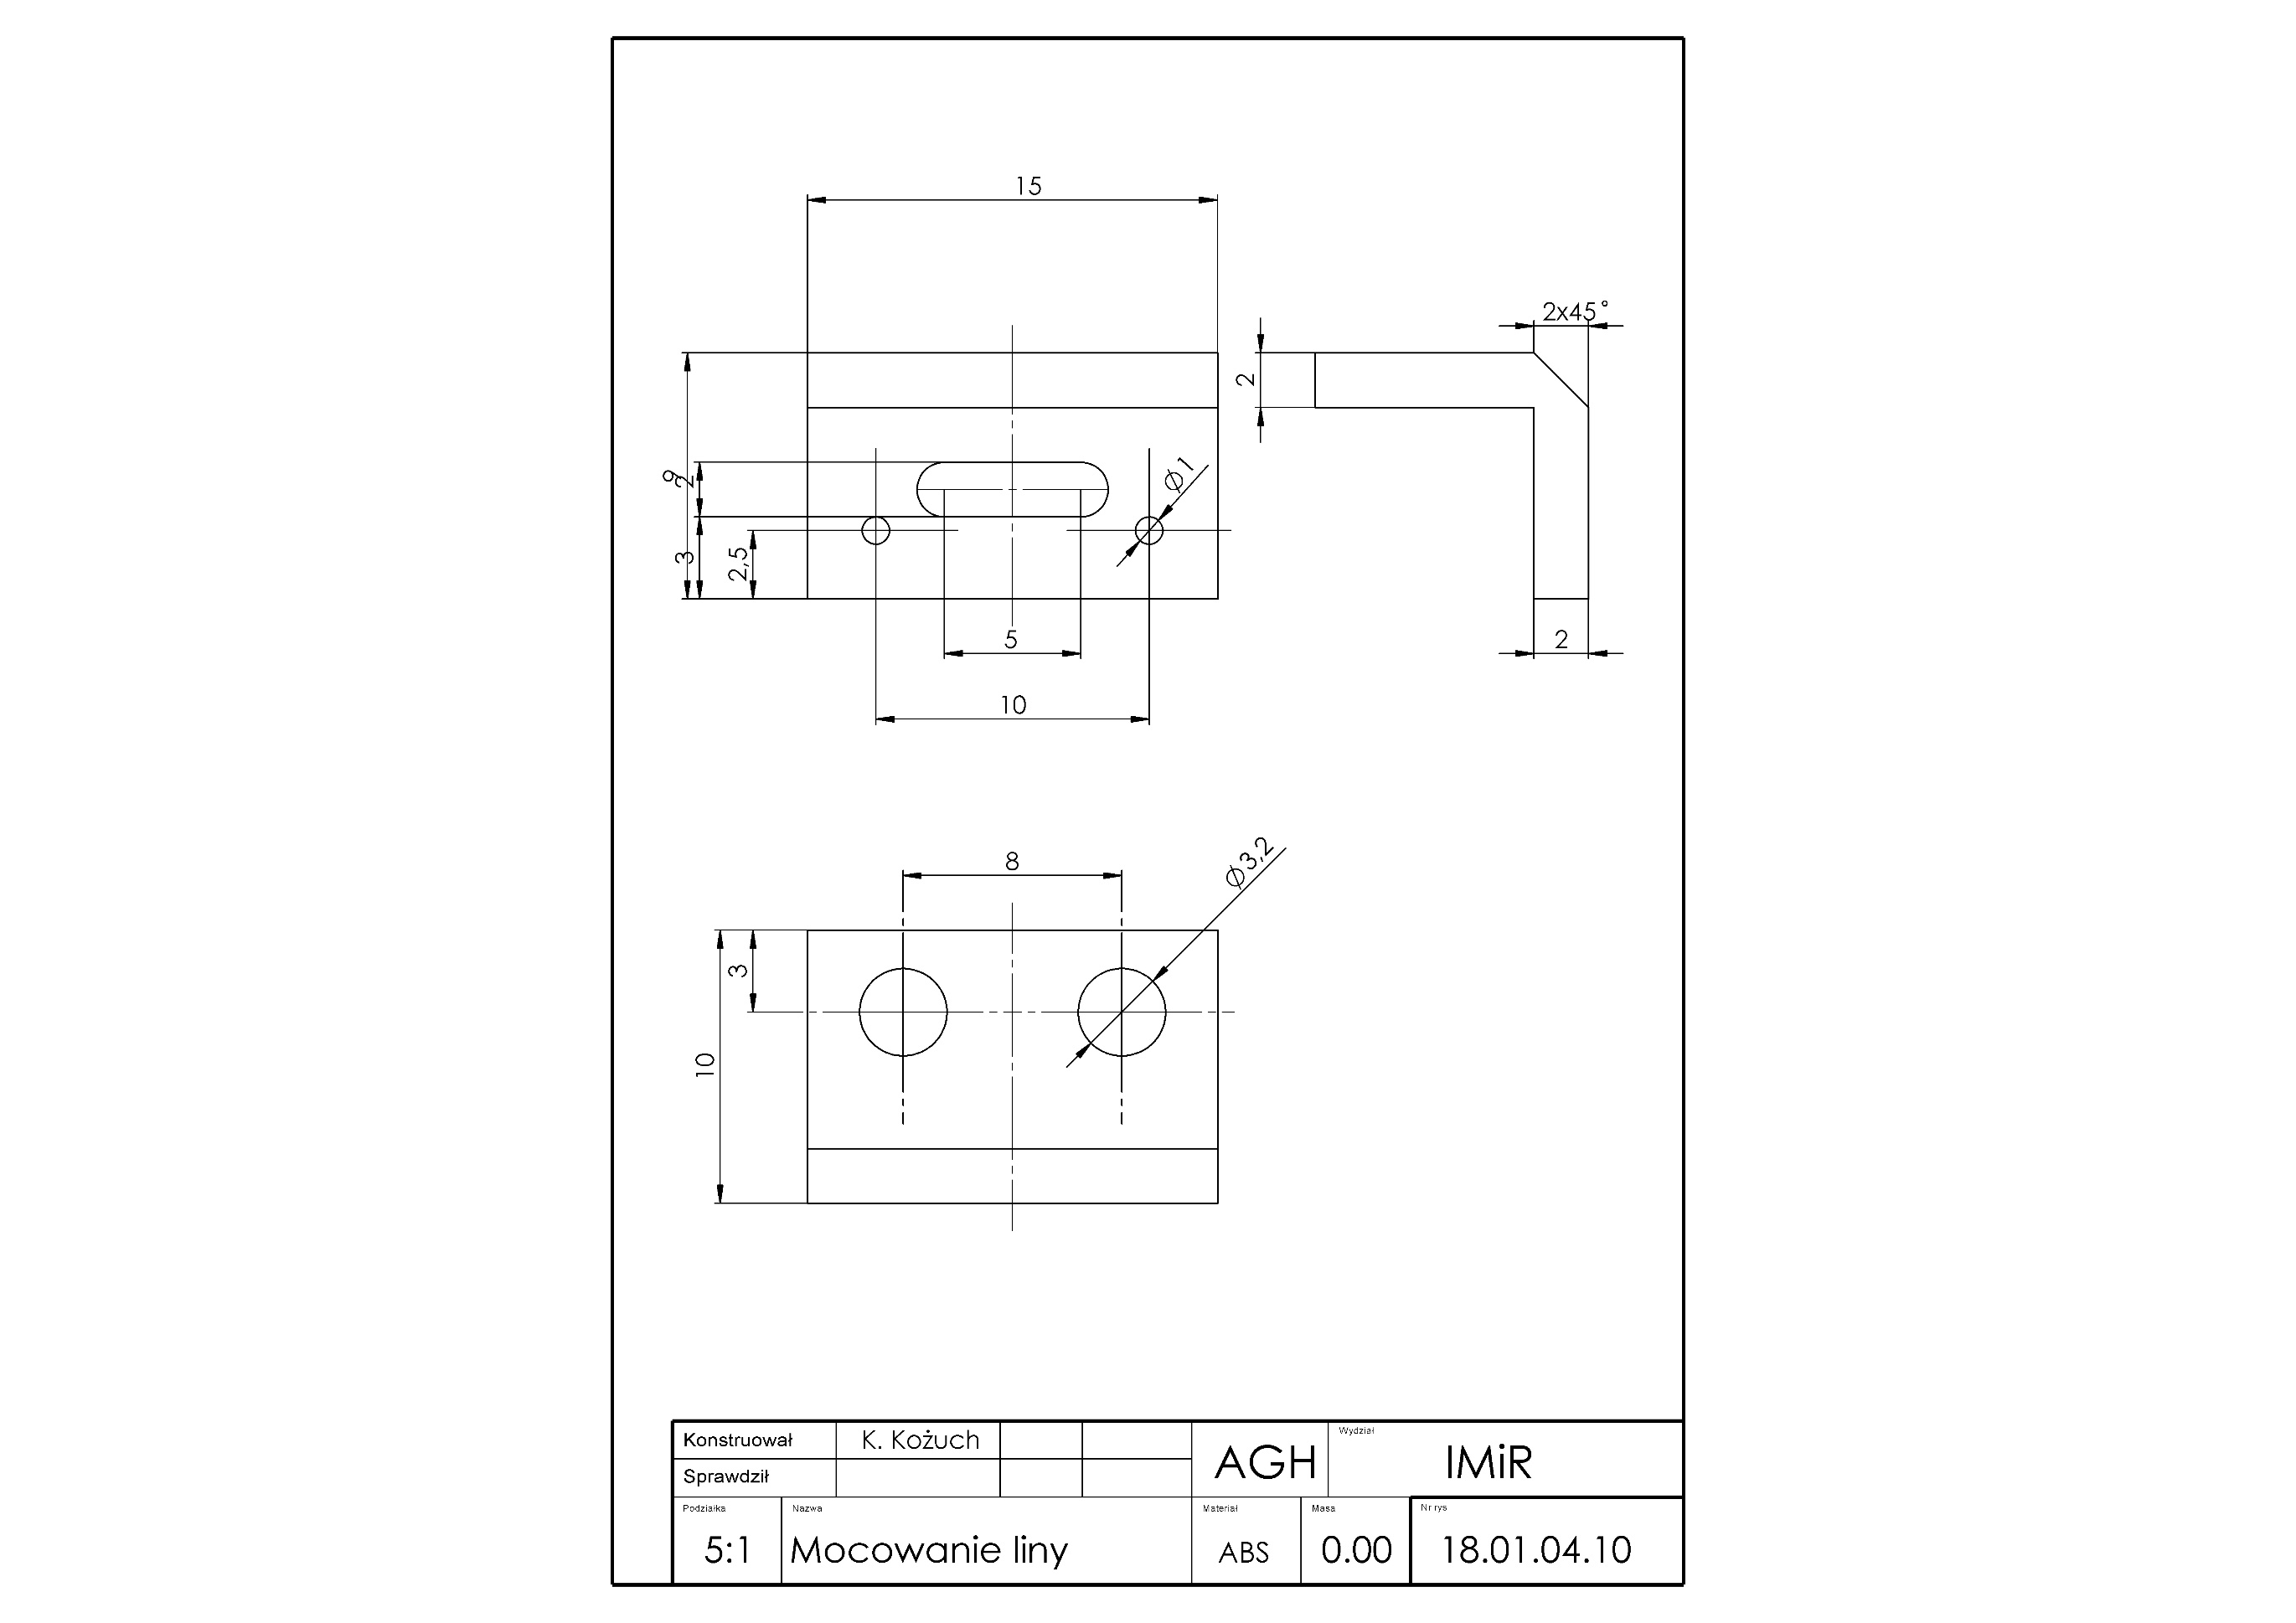 15
2x45°
2
9
2
⌀1
3
2,5
5
2
10
8
⌀3,2
3
10
Konstruował K. Kożuch
Sprawdził
AGH
Wydział
IMiR
Podziałka Nazwa Materiał Masa Nr rys
5:1 Mocowanie liny ABS 0.00 18.01.04.10